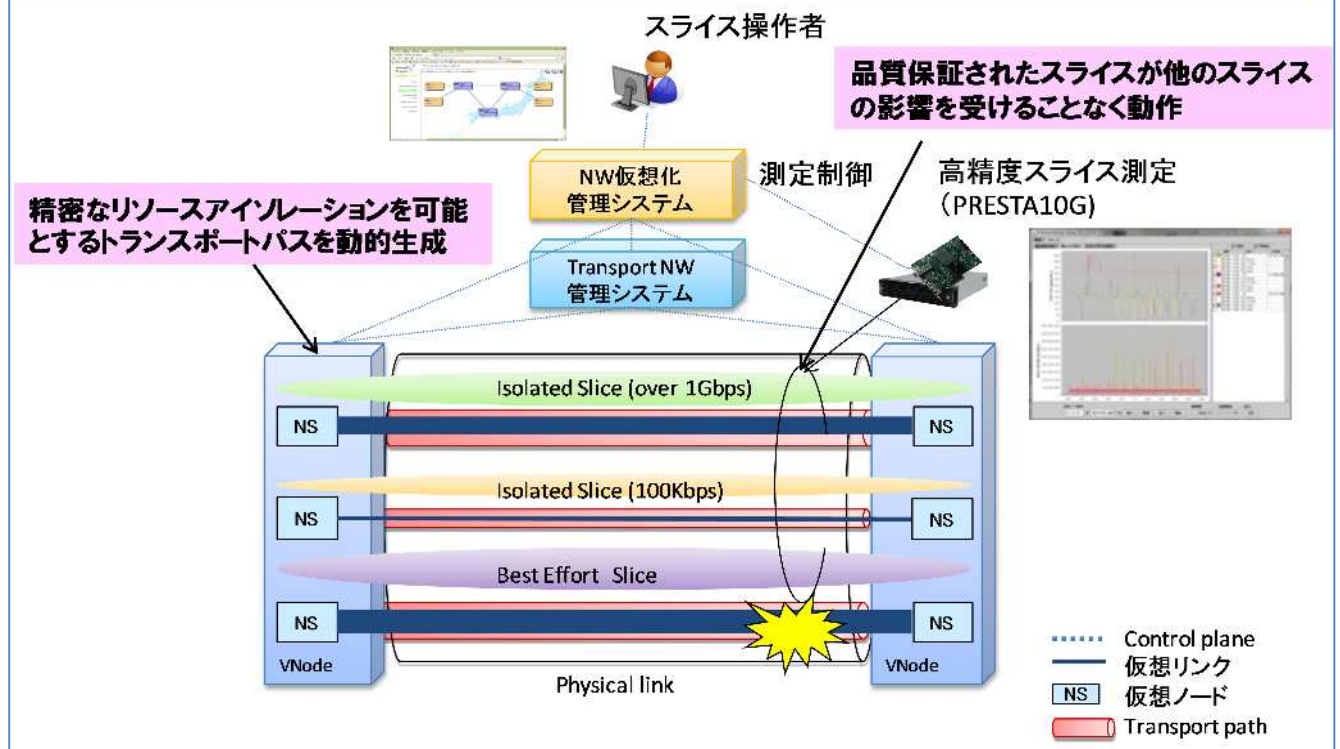 スライス操作者
品質保証されたスライスが他のスライス
の影響を受けることなく動作
NW仮想化
管理システム
測定制御
高精度スライス測定
(PRESTA10G)
精密なリソースアイソレーションを可能
とするトランスポートパスを動的生成
Transport NW
管理システム
Isolated Slice (over 1Gbps)
NS
NS
Isolated Slice (100Kbps)
NS
NS
Best Effort Slice
NS
NS
VNode
VNode
Physical link
Control plane
仮想リンク
NS
仮想ノード
Transport path